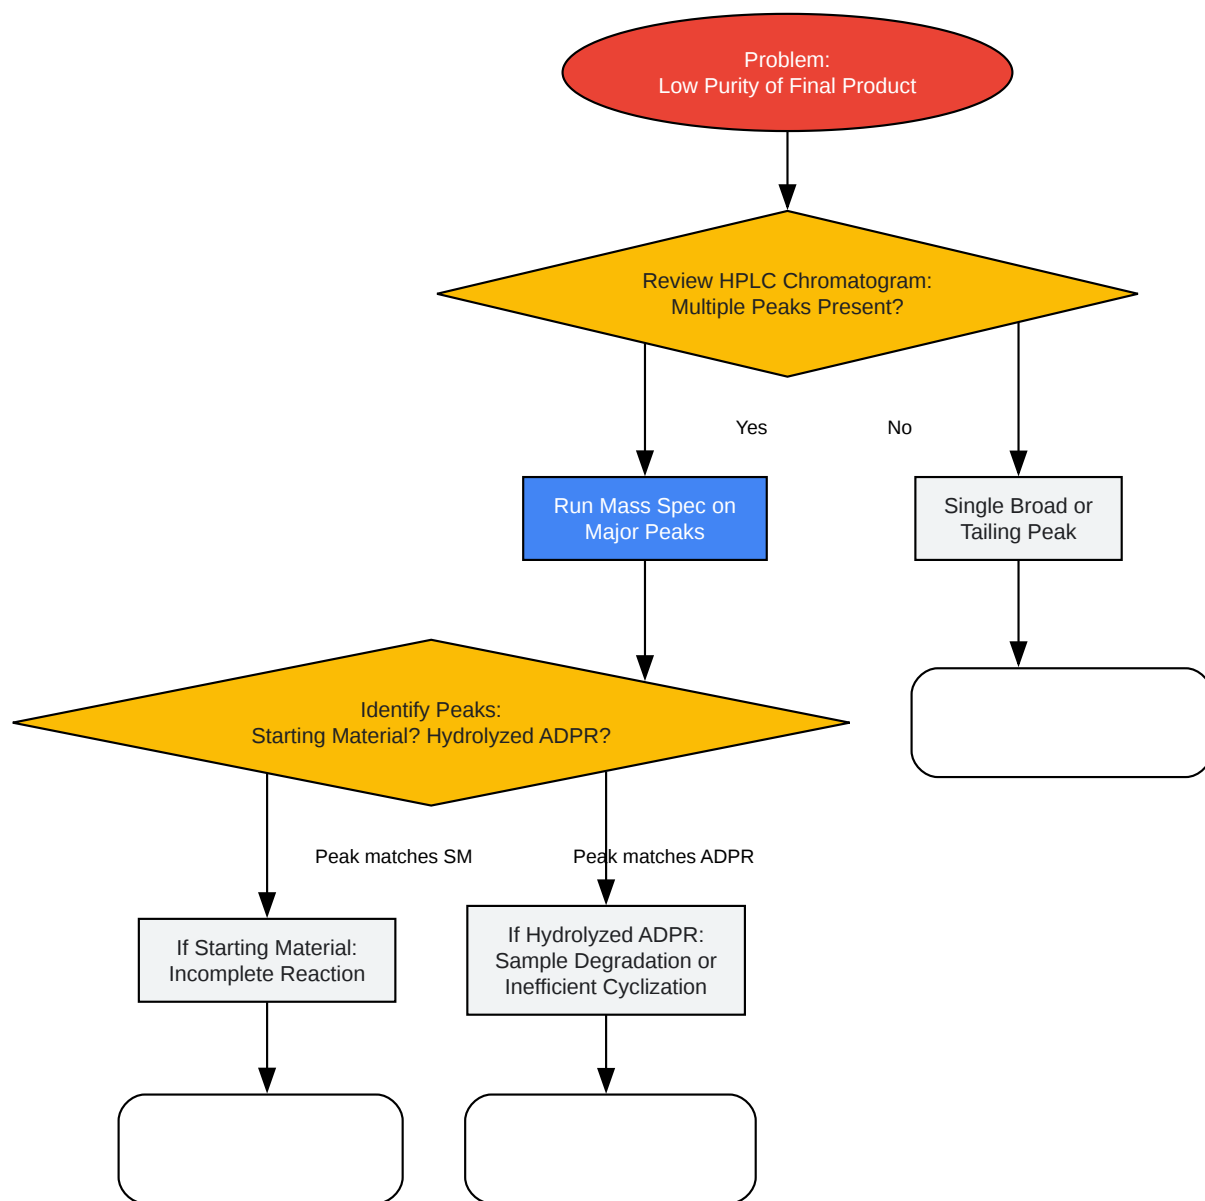 Problem:
Low Purity of Final Product
Review HPLC Chromatogram:
Multiple Peaks Present?
Yes
No
Run Mass Spec on
Major Peaks
Single Broad or
Tailing Peak
Identify Peaks:
Starting Material? Hydrolyzed ADPR?
Peak matches SM
Peak matches ADPR
If Starting Material:
Incomplete Reaction
If Hydrolyzed ADPR:
Sample Degradation or
Inefficient Cyclization